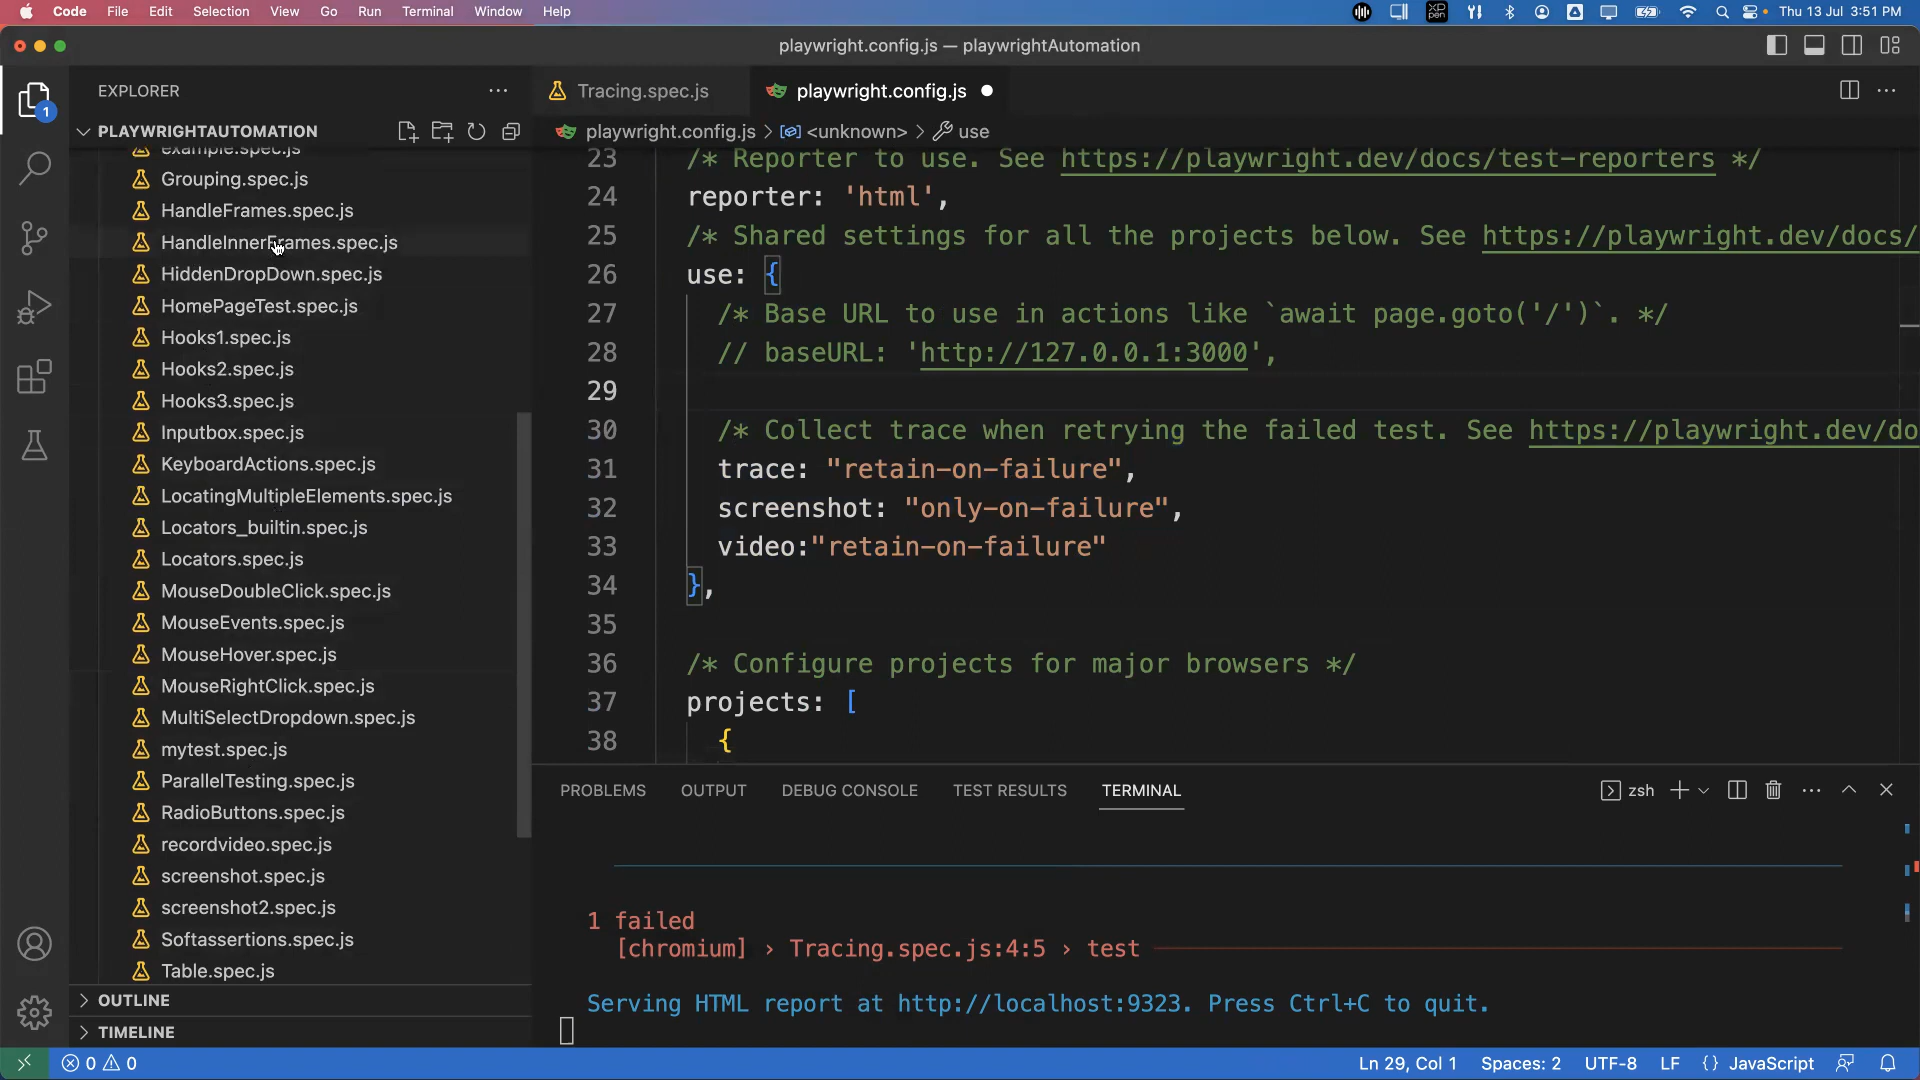 Code File Edit Selection View Go Run Terminal Window Help
XP PEN
Thu 13 Jul 3:51 PM
playwright.config.js — playwrightAutomation
1
EXPLORER
PLAYWRIGHTAUTOMATION
example.spec.js
Grouping.spec.js
HandleFrames.spec.js
HandleInnerFrames.spec.js
HiddenDropDown.spec.js
HomePageTest.spec.js
Hooks1.spec.js
Hooks2.spec.js
Hooks3.spec.js
Inputbox.spec.js
KeyboardActions.spec.js
LocatingMultipleElements.spec.js
Locators_builtin.spec.js
Locators.spec.js
MouseDoubleClick.spec.js
MouseEvents.spec.js
MouseHover.spec.js
MouseRightClick.spec.js
MultiSelectDropdown.spec.js
mytest.spec.js
ParallelTesting.spec.js
RadioButtons.spec.js
recordvideo.spec.js
screenshot.spec.js
screenshot2.spec.js
Softassertions.spec.js
Table.spec.js
OUTLINE
TIMELINE
Tracing.spec.js
playwright.config.js
playwright.config.js > <unknown> > use
23 /* Reporter to use. See https://playwright.dev/docs/test-reporters */
24 reporter: 'html',
25 /* Shared settings for all the projects below. See https://playwright.dev/docs/
26 use: {
27 /* Base URL to use in actions like `await page.goto('/')`. */
28 // baseURL: 'http://127.0.0.1:3000',
29
30 /* Collect trace when retrying the failed test. See https://playwright.dev/do
31 trace: "retain-on-failure",
32 screenshot: "only-on-failure",
33 video:"retain-on-failure"
34 },
35
36 /* Configure projects for major browsers */
37 projects: [
38 {
PROBLEMS OUTPUT DEBUG CONSOLE TEST RESULTS TERMINAL
zsh
1 failed
[chromium] › Tracing.spec.js:4:5 › test
Serving HTML report at http://localhost:9323. Press Ctrl+C to quit.
0 0
Ln 29, Col 1 Spaces: 2 UTF-8 LF {} JavaScript